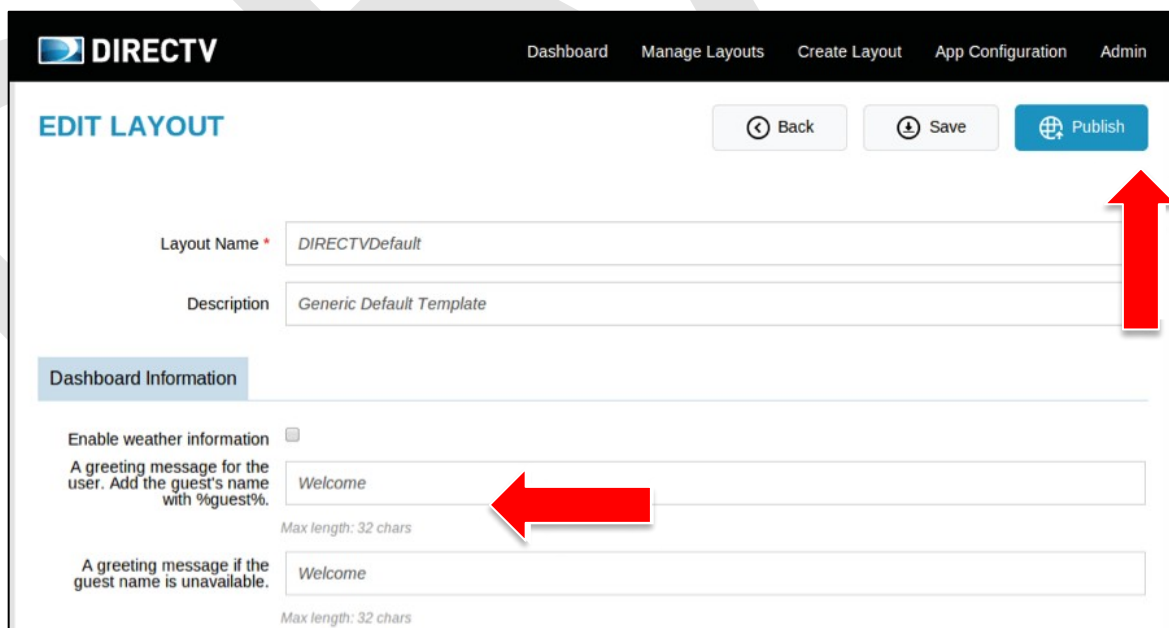 DIRECTV
Dashboard Manage Layouts Create Layout App Configuration Admin
EDIT LAYOUT
Back Save Publish
Layout Name * DIRECTVDefault
Description Generic Default Template
Dashboard Information
Enable weather information
A greeting message for the
user. Add the guest's name
with %guest%.
Welcome
Max length: 32 chars
A greeting message if the
guest name is unavailable.
Welcome
Max length: 32 chars